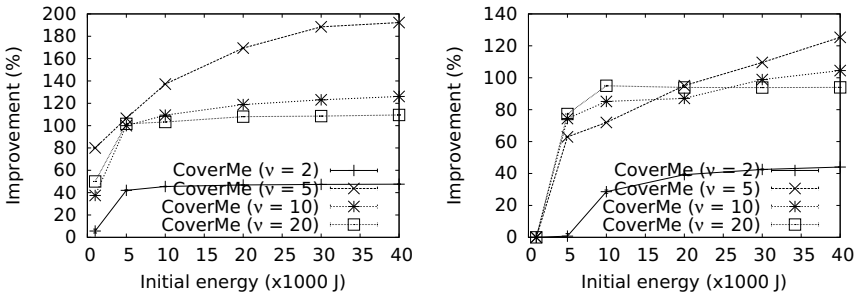 200
180
160
140
120
100
80
60
40
20
0
Improvement (%)
CoverMe (ν = 2)
CoverMe (ν = 5)
CoverMe (ν = 10)
CoverMe (ν = 20)
0 5 10 15 20 25 30 35 40
Initial energy (x1000 J)
140
120
100
80
60
40
20
0
Improvement (%)
CoverMe (ν = 2)
CoverMe (ν = 5)
CoverMe (ν = 10)
CoverMe (ν = 20)
0 5 10 15 20 25 30 35 40
Initial energy (x1000 J)